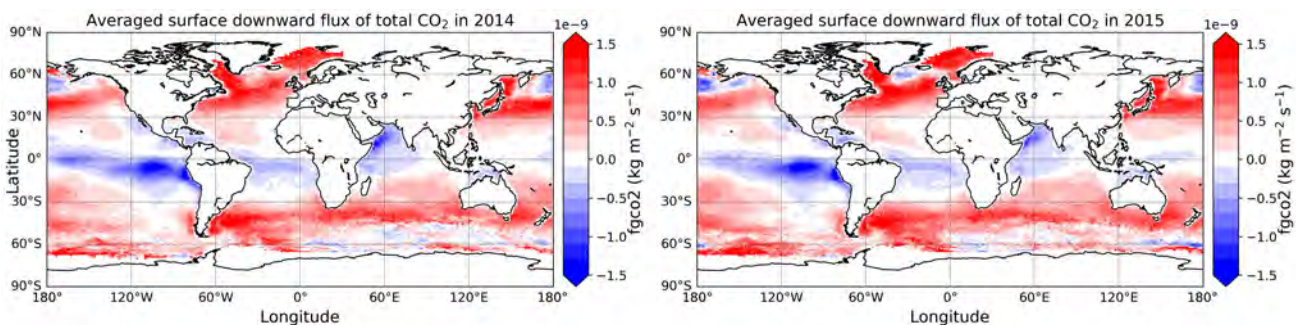 Averaged surface downward flux of total CO₂ in 2014
1e−9
90°N
60°N
30°N
0°
30°S
60°S
90°S
Latitude
180°
120°W
60°W
0°
60°E
120°E
180°
Longitude
1.5
1.0
0.5
0.0
−0.5
−1.0
−1.5
fgco2 (kg m⁻² s⁻¹)
Averaged surface downward flux of total CO₂ in 2015
1e−9
90°N
60°N
30°N
0°
30°S
60°S
90°S
180°
120°W
60°W
0°
60°E
120°E
180°
Longitude
1.5
1.0
0.5
0.0
−0.5
−1.0
−1.5
fgco2 (kg m⁻² s⁻¹)